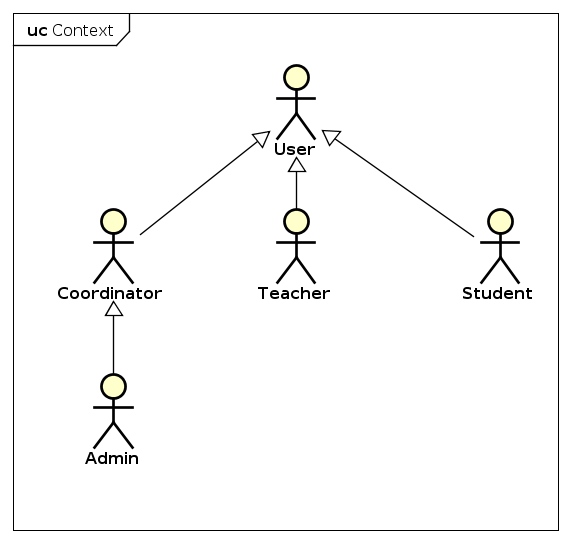 uc Context
User
Coordinator
Teacher
Student
Admin